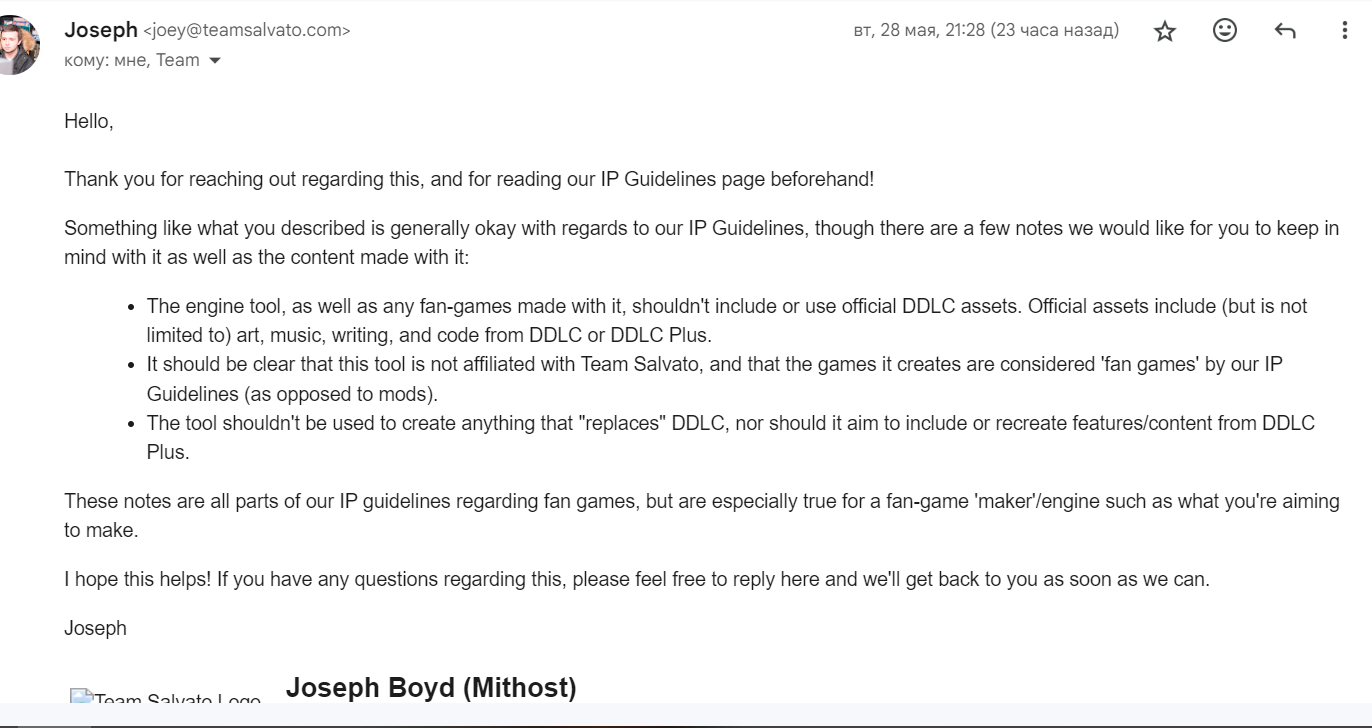 Joseph <joey@teamsalvato.com> вт, 28 мая, 21:28 (23 часа назад)
кому: мне, Team
Hello,
Thank you for reaching out regarding this, and for reading our IP Guidelines page beforehand!
Something like what you described is generally okay with regards to our IP Guidelines, though there are a few notes we would like for you to keep in
mind with it as well as the content made with it:
• The engine tool, as well as any fan-games made with it, shouldn't include or use official DDLC assets. Official assets include (but is not
limited to) art, music, writing, and code from DDLC or DDLC Plus.
• It should be clear that this tool is not affiliated with Team Salvato, and that the games it creates are considered 'fan games' by our IP
Guidelines (as opposed to mods).
• The tool shouldn't be used to create anything that "replaces" DDLC, nor should it aim to include or recreate features/content from DDLC
Plus.
These notes are all parts of our IP guidelines regarding fan games, but are especially true for a fan-game 'maker'/engine such as what you're aiming
to make.
I hope this helps! If you have any questions regarding this, please feel free to reply here and we'll get back to you as soon as we can.
Joseph
Joseph Boyd (Mithost)
Team Salvato Logo